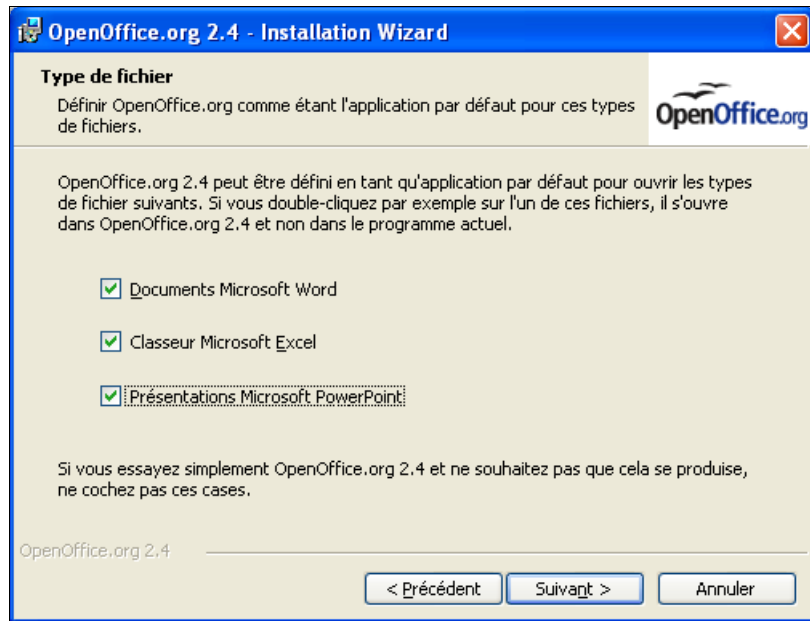 OpenOffice.org 2.4 - Installation Wizard
Type de fichier
Définir OpenOffice.org comme étant l'application par défaut pour ces types
de fichiers.
OpenOffice.org
OpenOffice.org 2.4 peut être défini en tant qu'application par défaut pour ouvrir les types
de fichier suivants. Si vous double-cliquez par exemple sur l'un de ces fichiers, il s'ouvre
dans OpenOffice.org 2.4 et non dans le programme actuel.
Documents Microsoft Word
Classeur Microsoft Excel
Présentations Microsoft PowerPoint
Si vous essayez simplement OpenOffice.org 2.4 et ne souhaitez pas que cela se produise,
ne cochez pas ces cases.
OpenOffice.org 2.4
< Précédent
Suivant >
Annuler